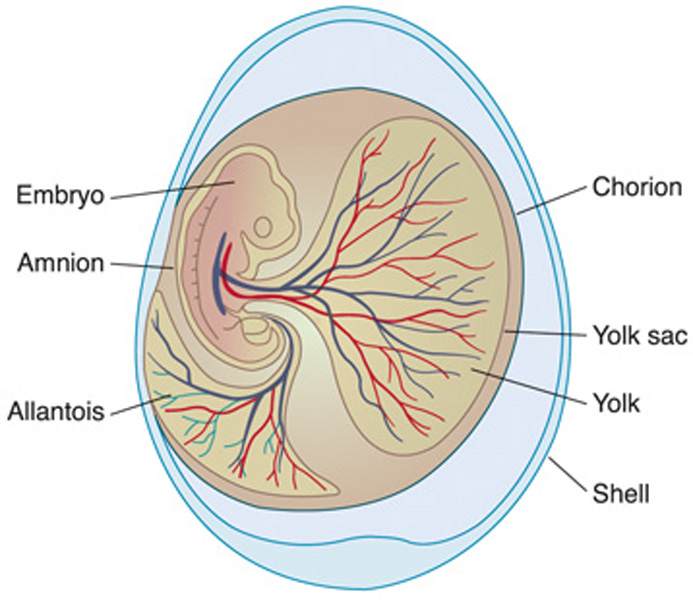 Embryo
Amnion
Allantois
Chorion
Yolk sac
Yolk
Shell